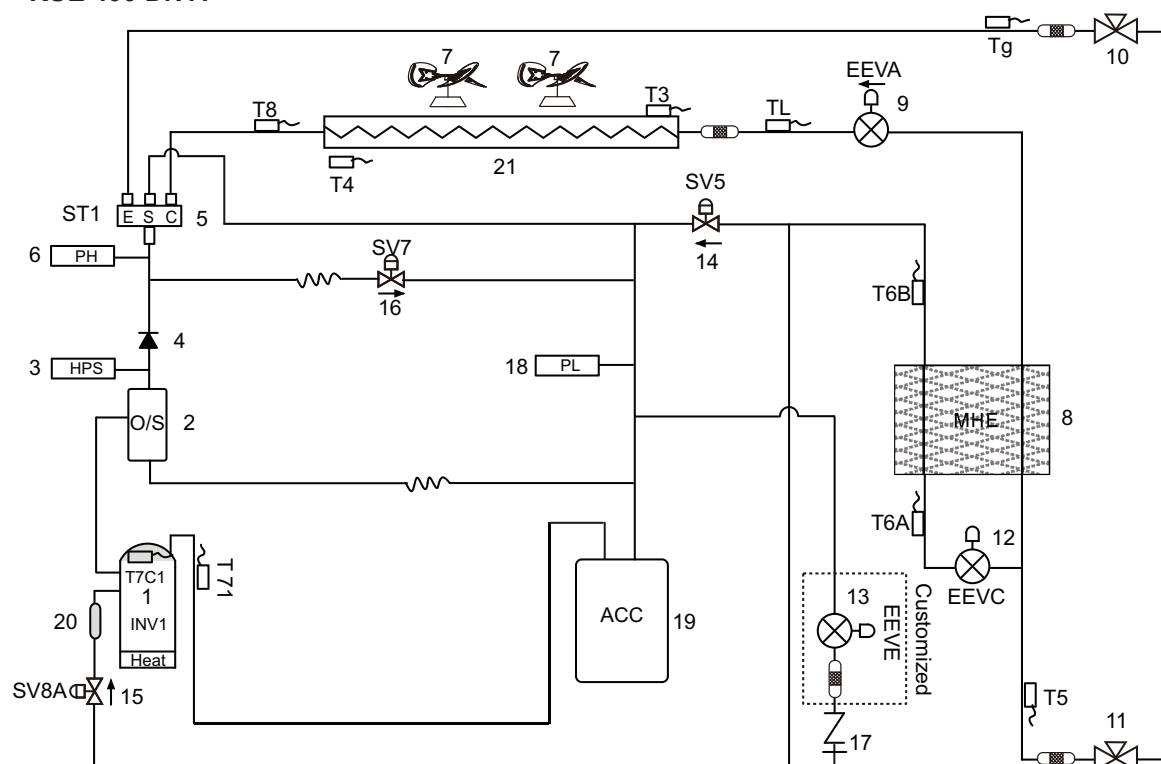 Tg
10
7
7
EEVA
9
T8
T3
TL
T4
21
SV5
ST1
E S C
5
14
6
PH
SV7
16
T6B
4
3
HPS
18
PL
O/S
2
MHE
8
T6A
12
EEVC
T7C1
1
INV1
Heat
T 71
20
ACC
19
13
EEVE
Customized
SV8A
15
T5
17
11